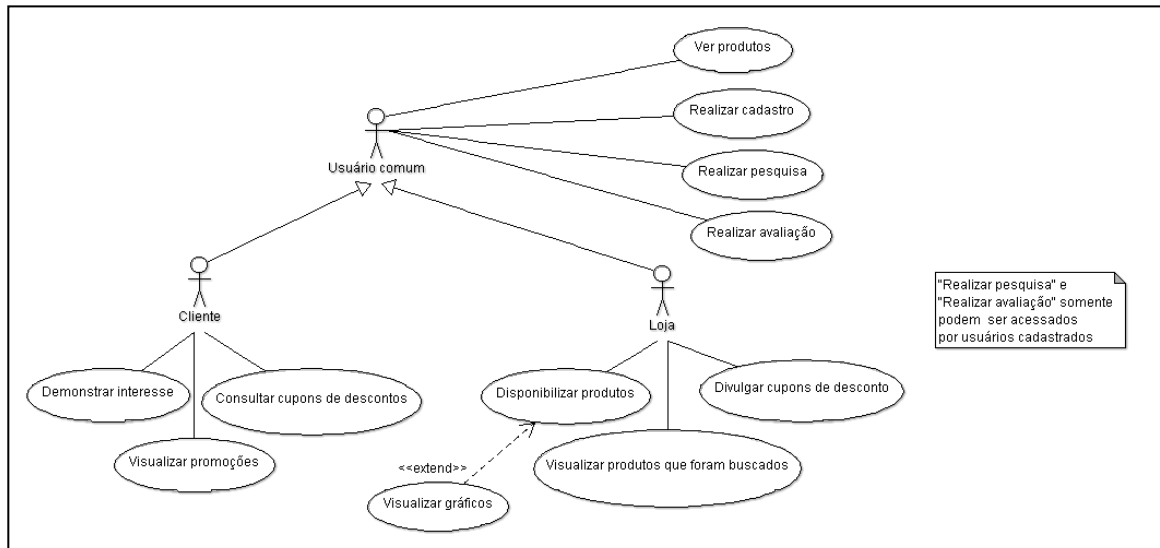 Ver produtos
Realizar cadastro
Usuário comum
Realizar pesquisa
Realizar avaliação
Cliente
Loja
"Realizar pesquisa" e
"Realizar avaliação" somente
podem ser acessados
por usuários cadastrados
Demonstrar interesse
Consultar cupons de descontos
Disponibilizar produtos
Divulgar cupons de desconto
Visualizar promoções
<<extend>>
Visualizar produtos que foram buscados
Visualizar gráficos